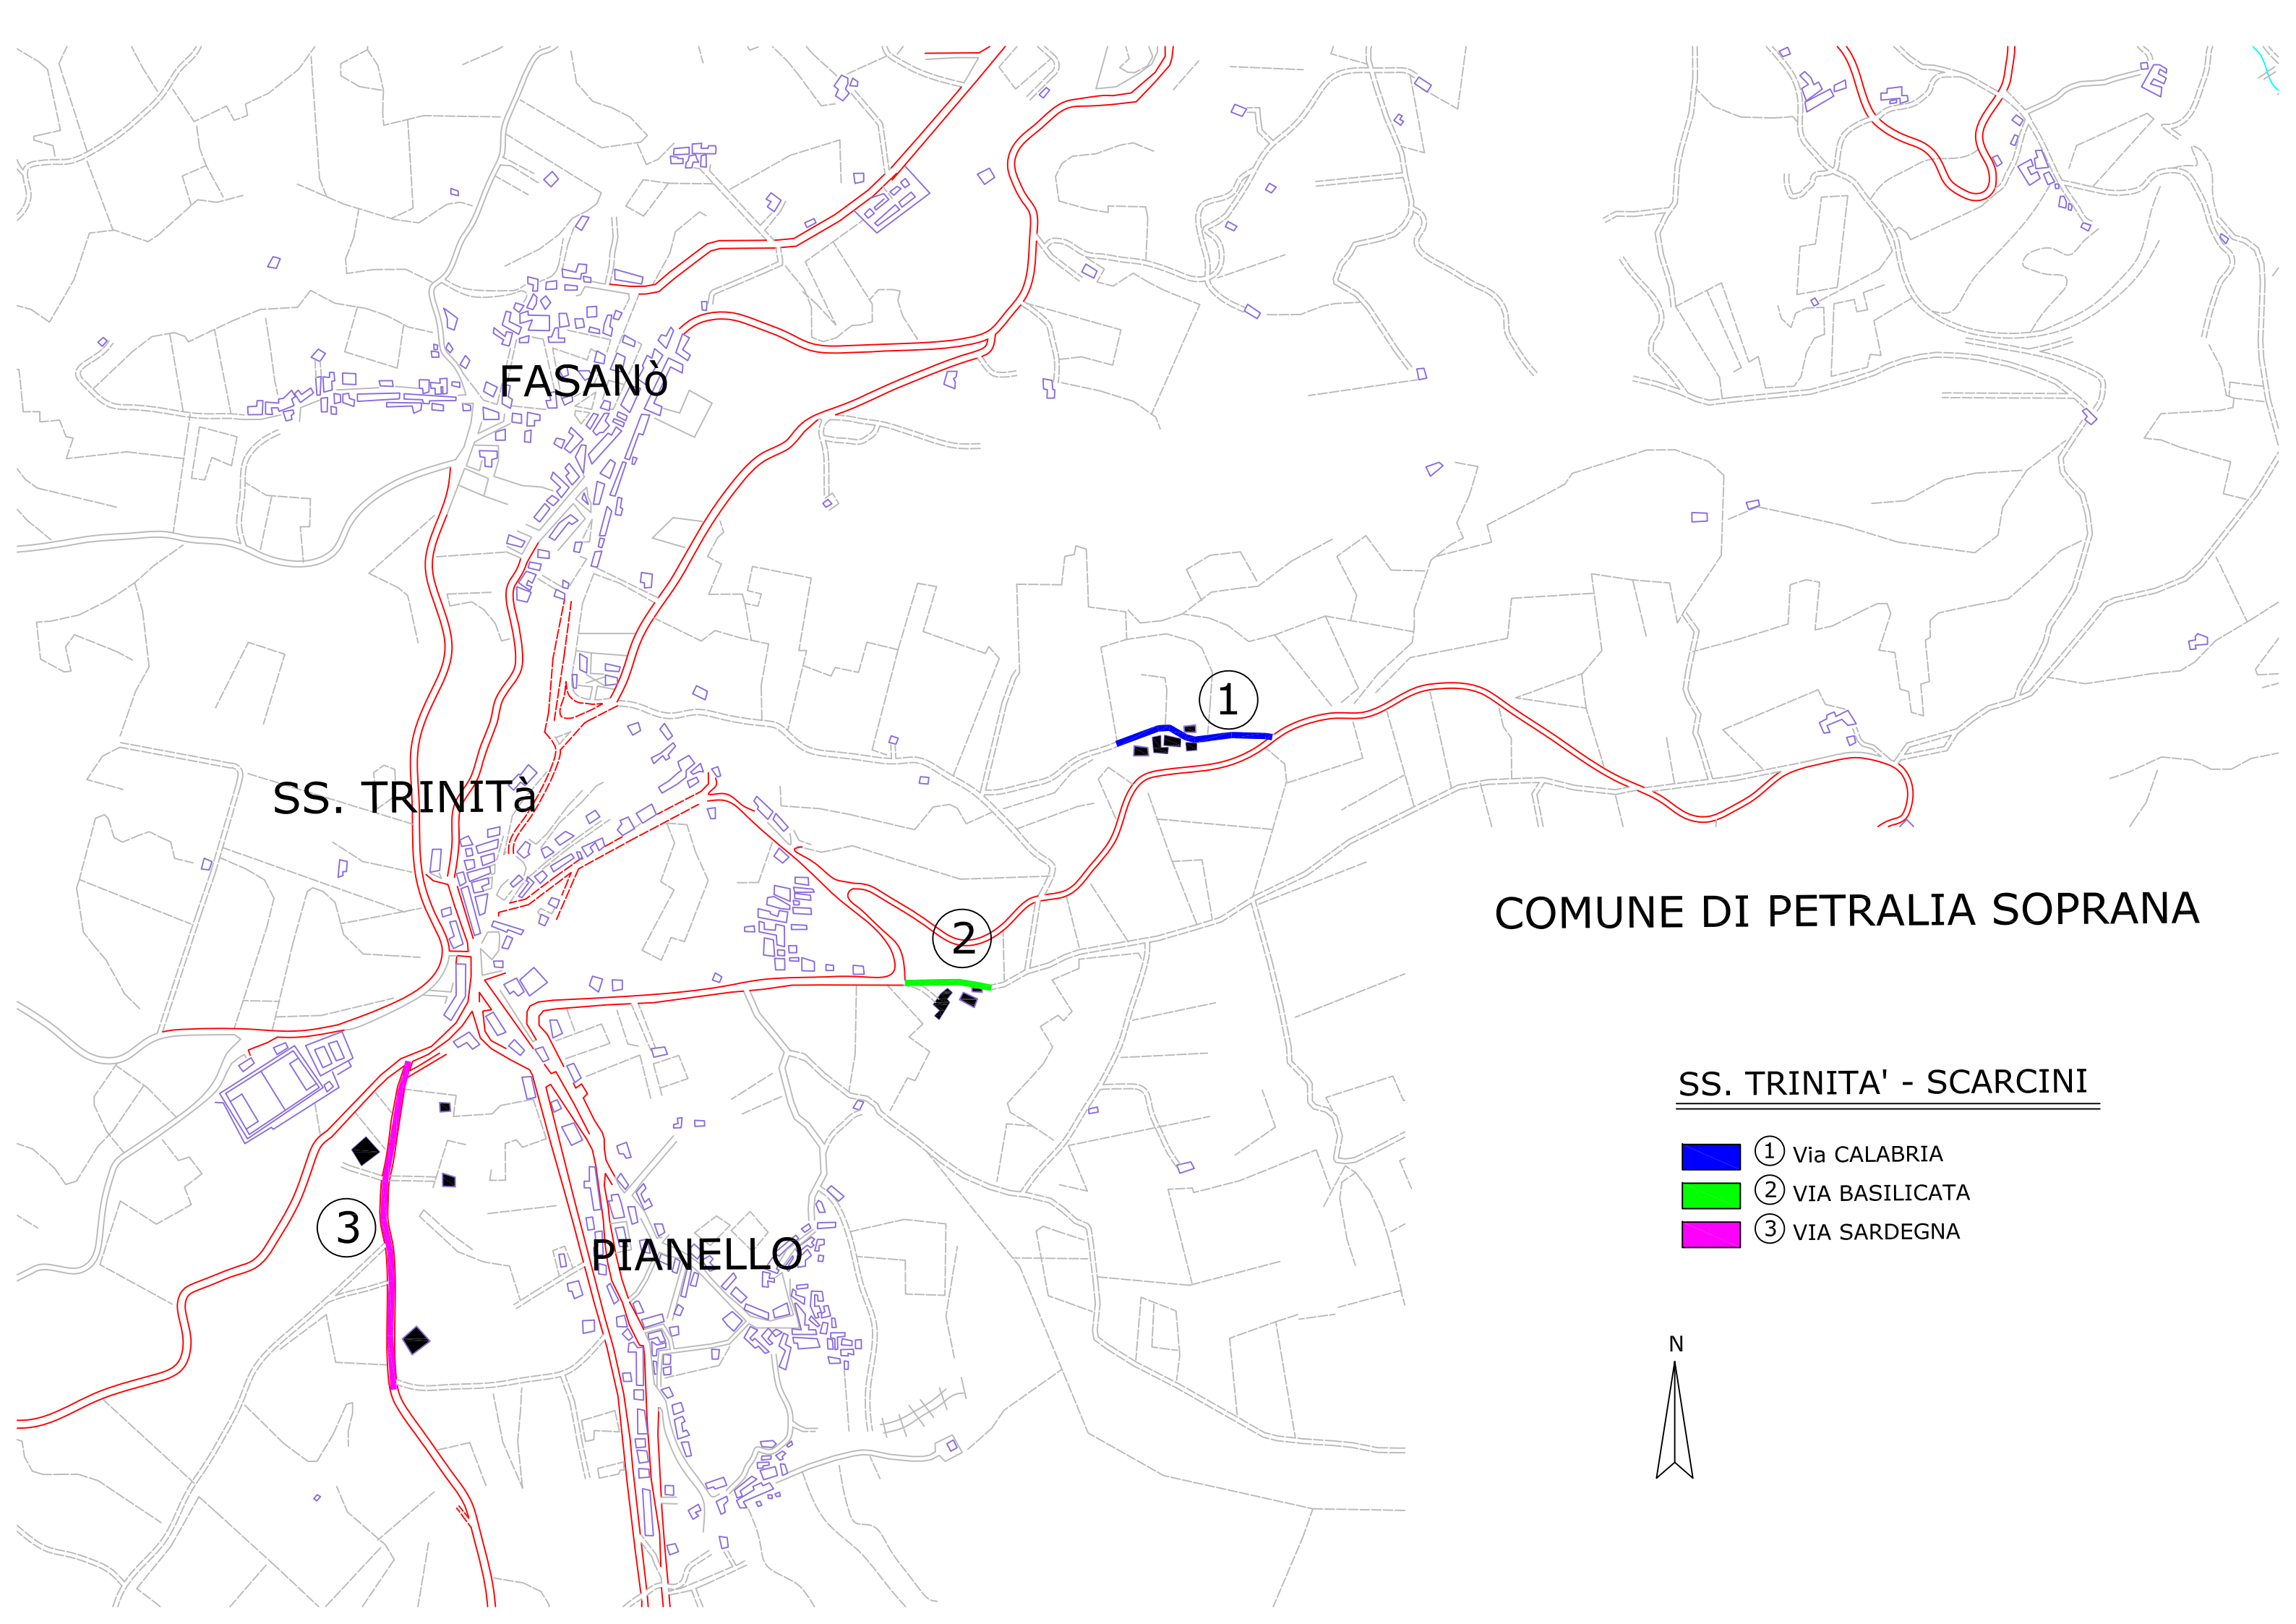 FASANò
1
SS. TRINITà
2
COMUNE DI PETRALIA SOPRANA
SS. TRINITA' - SCARCINI
1 Via CALABRIA
2 VIA BASILICATA
3 VIA SARDEGNA
3
PIANELLO
N